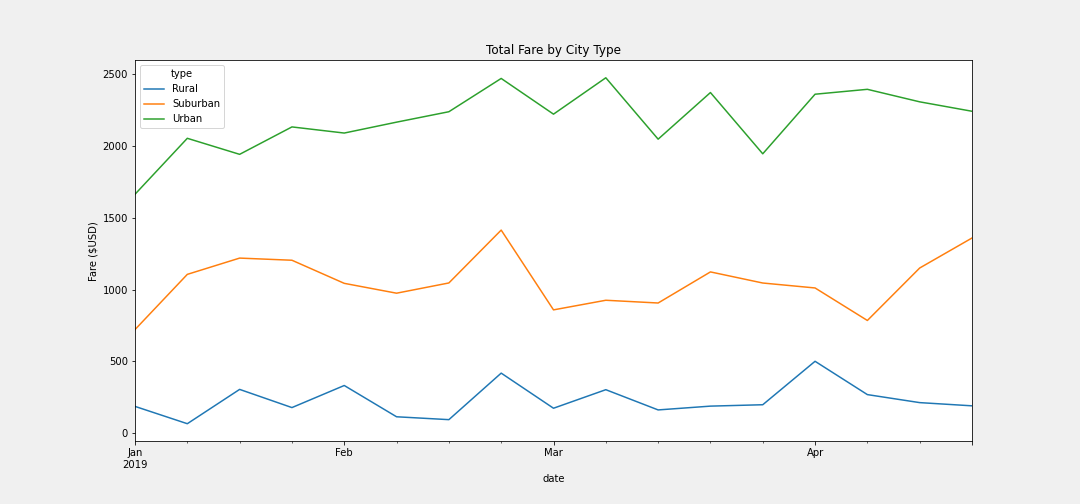 Total Fare by City Type
type
Rural
Suburban
Urban
2500
2000
1500
1000
500
0
Fare ($USD)
Jan
2019
Feb
Mar
Apr
date